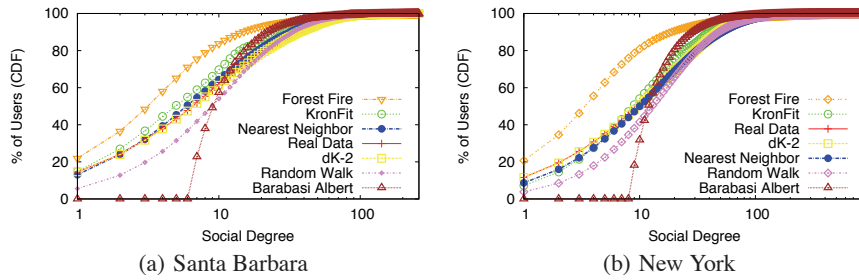 % of Users (CDF)
100
80
60
40
20
0
1
10
100
Social Degree
Forest Fire
KronFit
Nearest Neighbor
Real Data
dK-2
Random Walk
Barabasi Albert
(a) Santa Barbara
% of Users (CDF)
100
80
60
40
20
0
1
10
100
Social Degree
Forest Fire
KronFit
Real Data
dK-2
Nearest Neighbor
Random Walk
Barabasi Albert
(b) New York